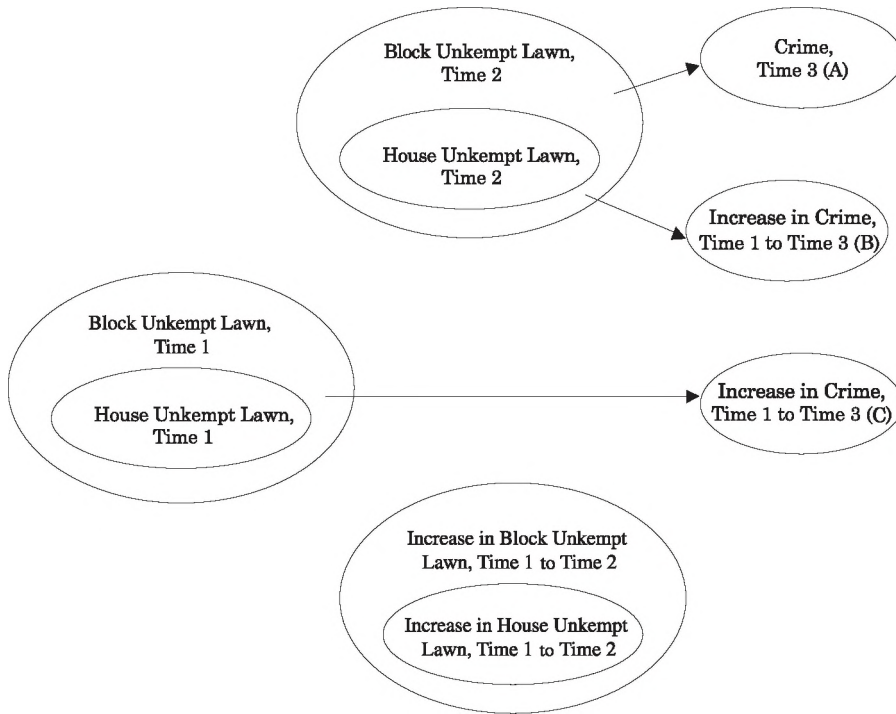 Block Unkempt Lawn,
Time 2
House Unkempt Lawn,
Time 2
Crime,
Time 3 (A)
Increase in Crime,
Time 1 to Time 3 (B)
Block Unkempt Lawn,
Time 1
House Unkempt Lawn,
Time 1
Increase in Crime,
Time 1 to Time 3 (C)
Increase in Block Unkempt
Lawn, Time 1 to Time 2
Increase in House Unkempt
Lawn, Time 1 to Time 2